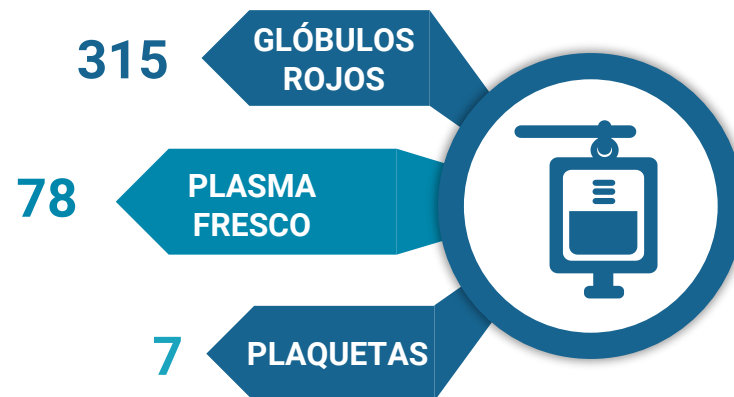 315
GLÓBULOS
ROJOS
78
PLASMA
FRESCO
7
PLAQUETAS